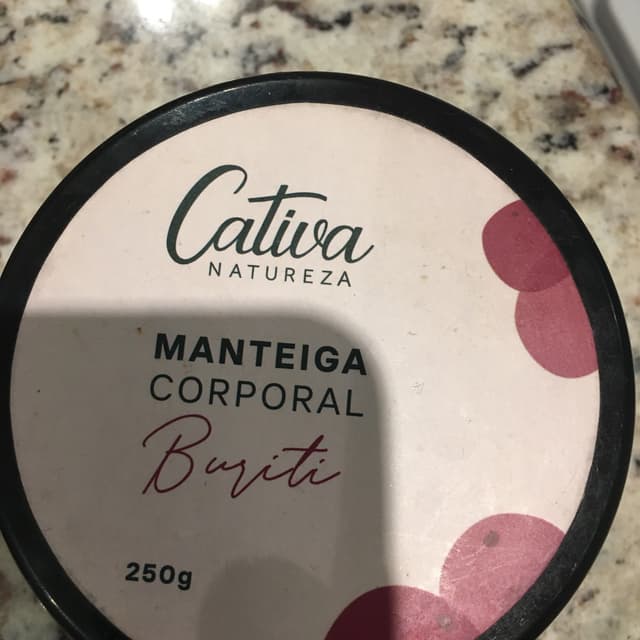 Cativa
NATUREZA
MANTEIGA
CORPORAL
Buriti
250g